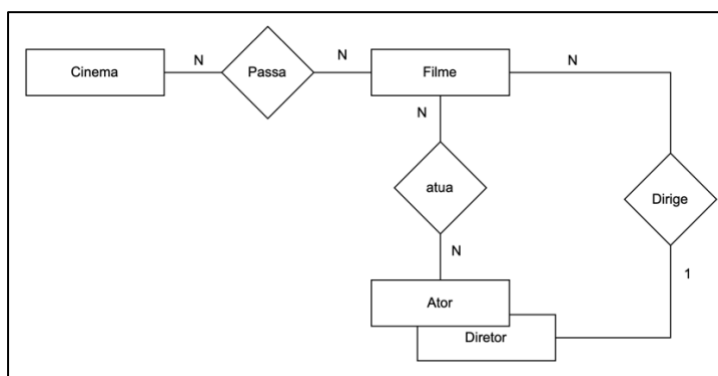 Cinema
N
Passa
N
Filme
N
N
atua
Dirige
N
1
Ator
Diretor